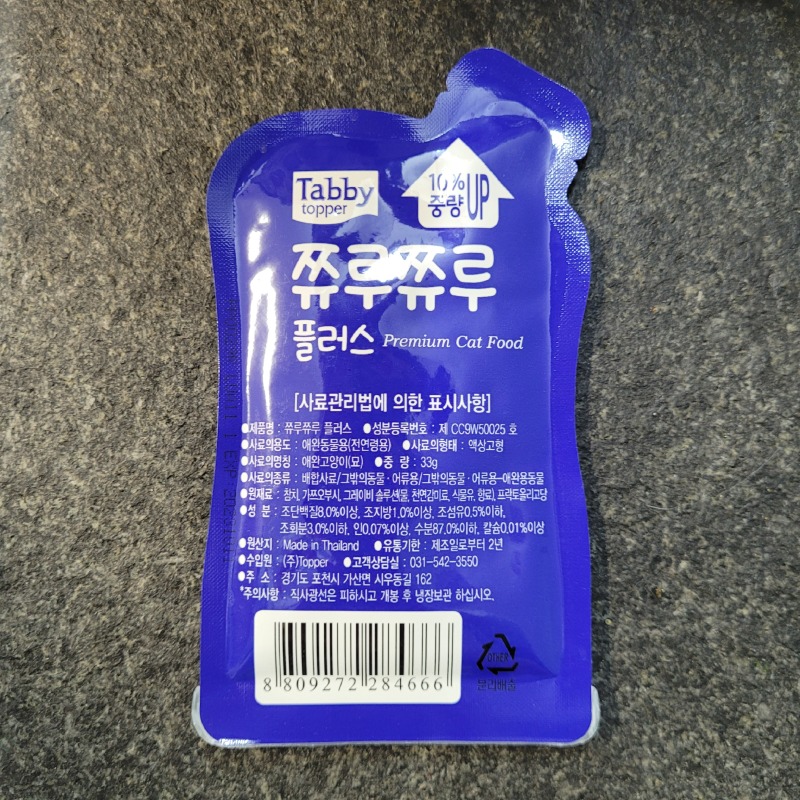 Tabby
topper
10%
중량 UP
쮸루쮸루
플러스 Premium Cat Food
[사료관리법에 의한 표시사항]
●제품명 : 쮸루쮸루 플러스 ●성분등록번호 : 제 CC9W50025 호
●사료의용도 : 애완동물용(전연령용) ●사료의형태 : 액상고형
●사료의명칭 : 애완고양이(묘) ●중 량 : 33g
●사료의종류 : 배합사료/그밖의동물·어류용/그밖의동물·어류용-애완용동물
●원재료 : 참치, 가쯔오부시, 그레이비 솔루션물, 천연감미료, 식물유, 향료, 프락토올리고당
●성 분 : 조단백질8.0%이상, 조지방1.0%이상, 조섬유0.5%이하,
조회분3.0%이하, 인0.07%이상, 수분87.0%이하, 칼슘0.01%이상
●원산지 : Made in Thailand ●유통기한 : 제조일로부터 2년
●수입원 : (주)Topper ●고객상담실 : 031-542-3550
●주 소 : 경기도 포천시 가산면 시우동길 162
*주의사항 : 직사광선은 피하시고 개봉 후 냉장보관 하십시오.
8 809272 284666
OTHER
분리배출